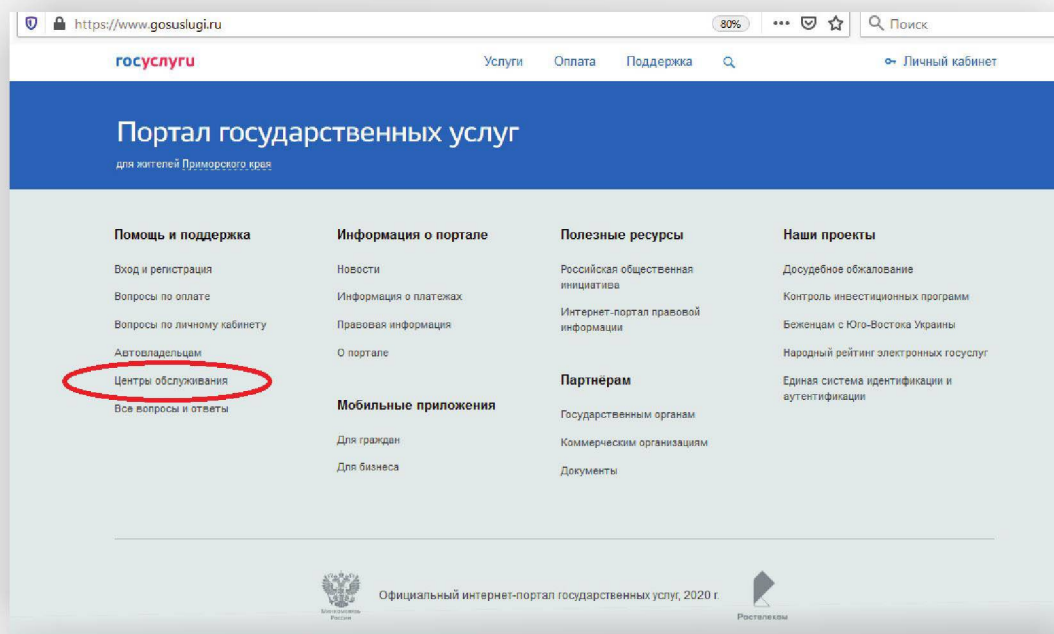 https://www.gosuslugi.ru
80%
Поиск
госуслуги
Услуги
Оплата
Поддержка
Личный кабинет
Портал государственных услуг
для жителей Приморского края
Помощь и поддержка
Вход и регистрация
Вопросы по оплате
Вопросы по личному кабинету
Автовладельцам
Центры обслуживания
Все вопросы и ответы
Информация о портале
Новости
Информация о платежах
Правовая информация
О портале
Мобильные приложения
Для граждан
Для бизнеса
Полезные ресурсы
Российская общественная
инициатива
Интернет-портал правовой
информации
Партнёрам
Государственным органам
Коммерческим организациям
Документы
Наши проекты
Досудебное обжалование
Контроль инвестиционных программ
Беженцам с Юго-Востока Украины
Народный рейтинг электронных госуслуг
Единая система идентификации и
аутентификации
Минкомсвязь
России
Официальный интернет-портал государственных услуг, 2020 г.
Ростелеком